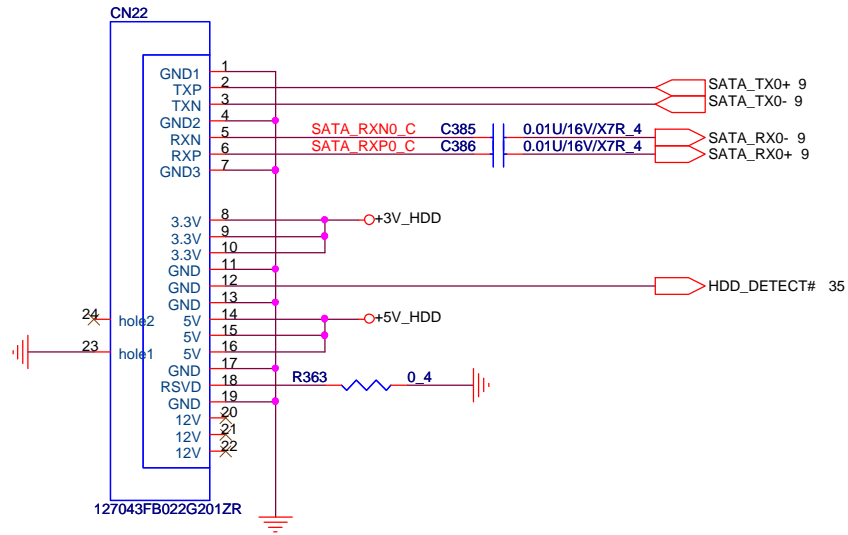 CN22
GND1 1
TXP 2 SATA_TX0+ 9
TXN 3 SATA_TX0- 9
GND2 4
RXN 5 SATA_RXN0_C C385 0.01U/16V/X7R_4 SATA_RX0- 9
RXP 6 SATA_RXP0_C C386 0.01U/16V/X7R_4 SATA_RX0+ 9
GND3 7
3.3V 8 +3V_HDD
3.3V 9
3.3V 10
GND 11
GND 12 HDD_DETECT# 35
GND 13
24 hole2 5V 14 +5V_HDD
5V 15
23 hole1 5V 16
GND 17
RSVD 18 R363 0_4
GND 19
12V 20
12V 21
12V 22
127043FB022G201ZR